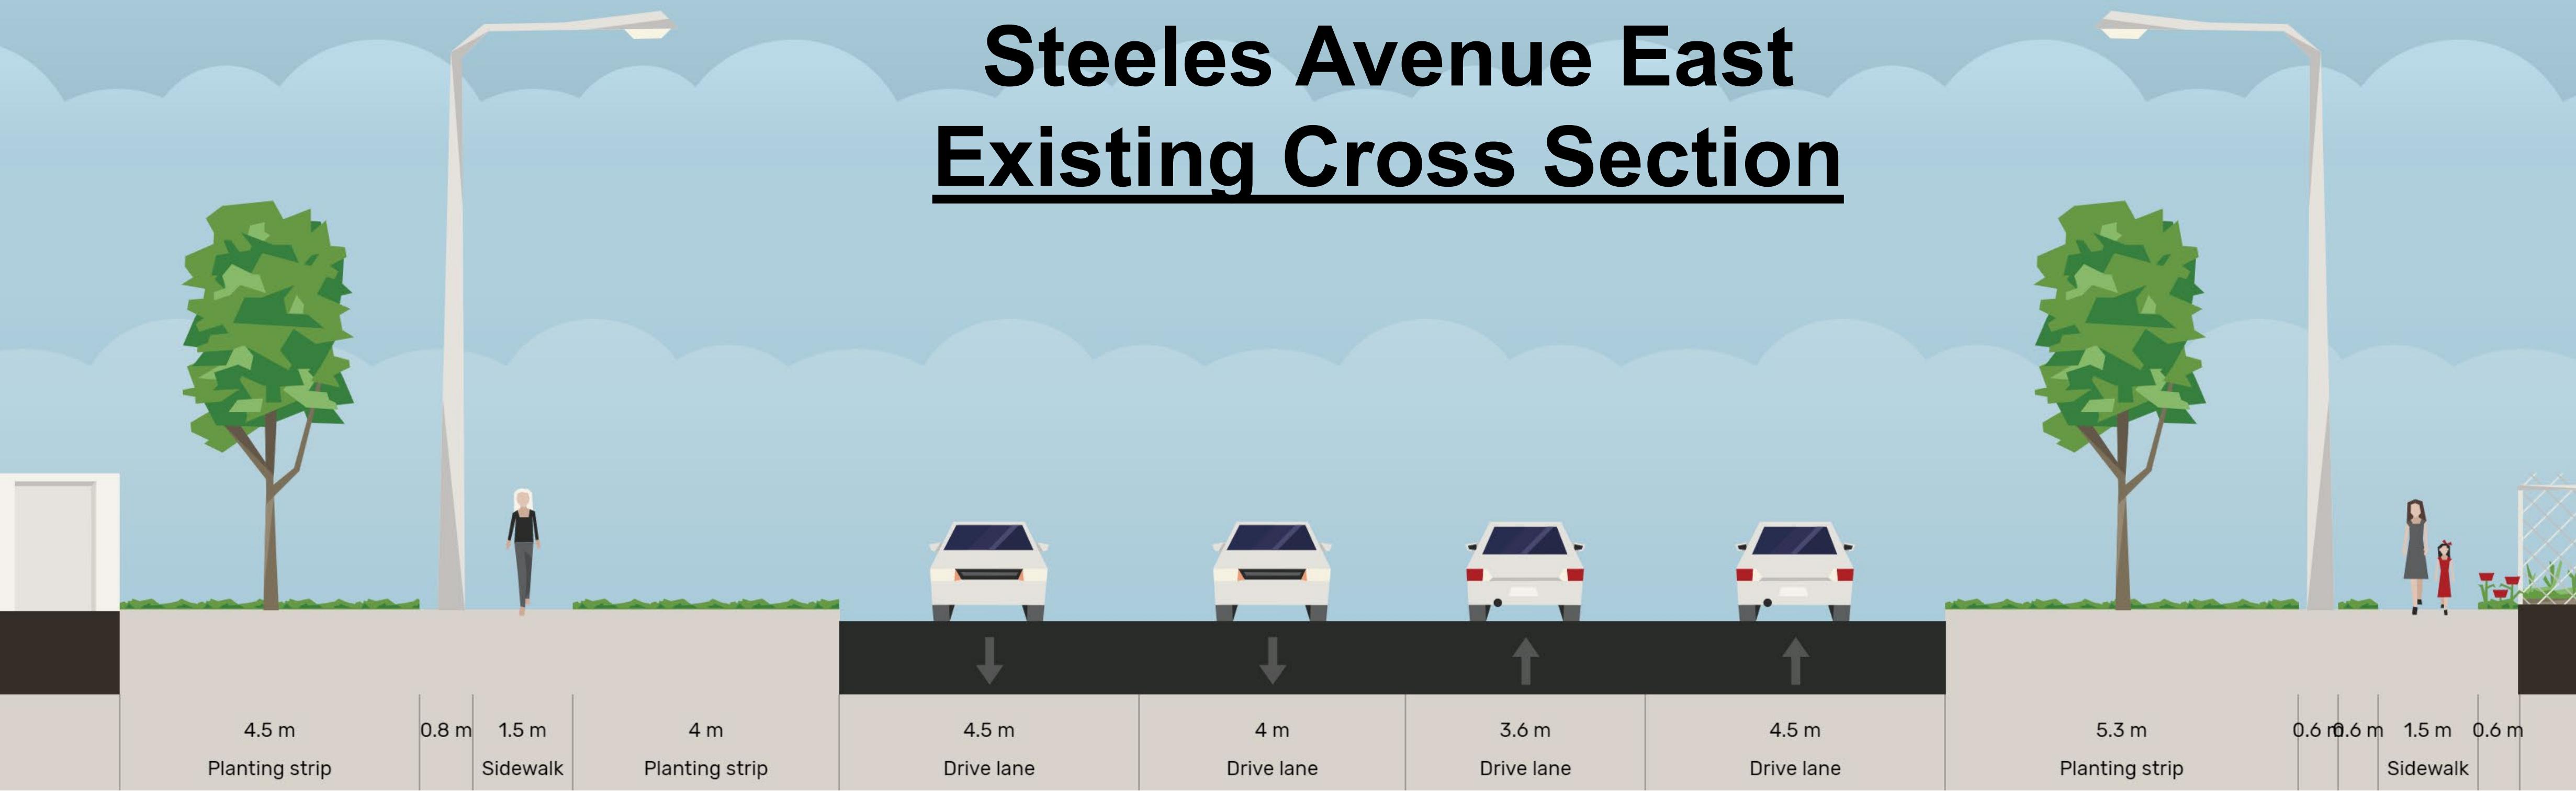 Steeles Avenue East
Existing Cross Section
4.5 m 0.8 m 1.5 m 4 m 4.5 m 4 m 3.6 m 4.5 m 5.3 m 0.6 m 0.6 m 1.5 m 0.6 m
Planting strip Sidewalk Planting strip Drive lane Drive lane Drive lane Drive lane Planting strip Sidewalk